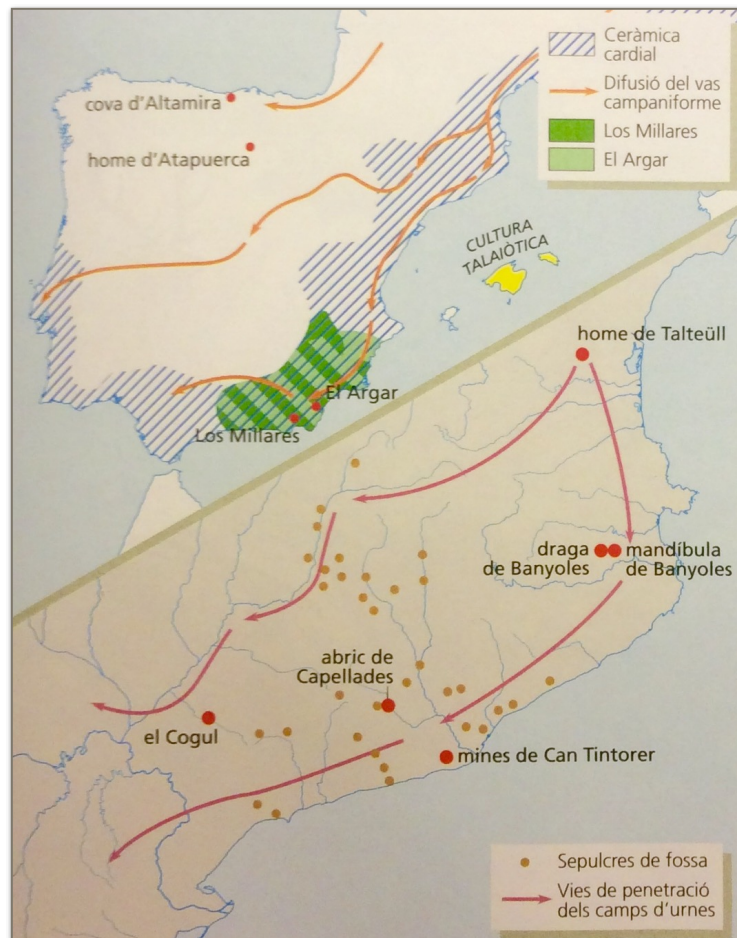 Ceràmica
cardial
Difusió del vas
campaniforme
Los Millares
El Argar
cova d'Altamira
home d'Atapuerca
CULTURA
TALAIÒTICA
home de Talteüll
El Argar
Los Millares
draga
de Banyoles
mandíbula
de Banyoles
abric de
Capellades
el Cogul
mines de Can Tintorer
Sepulcres de fossa
Vies de penetració
dels camps d'urnes